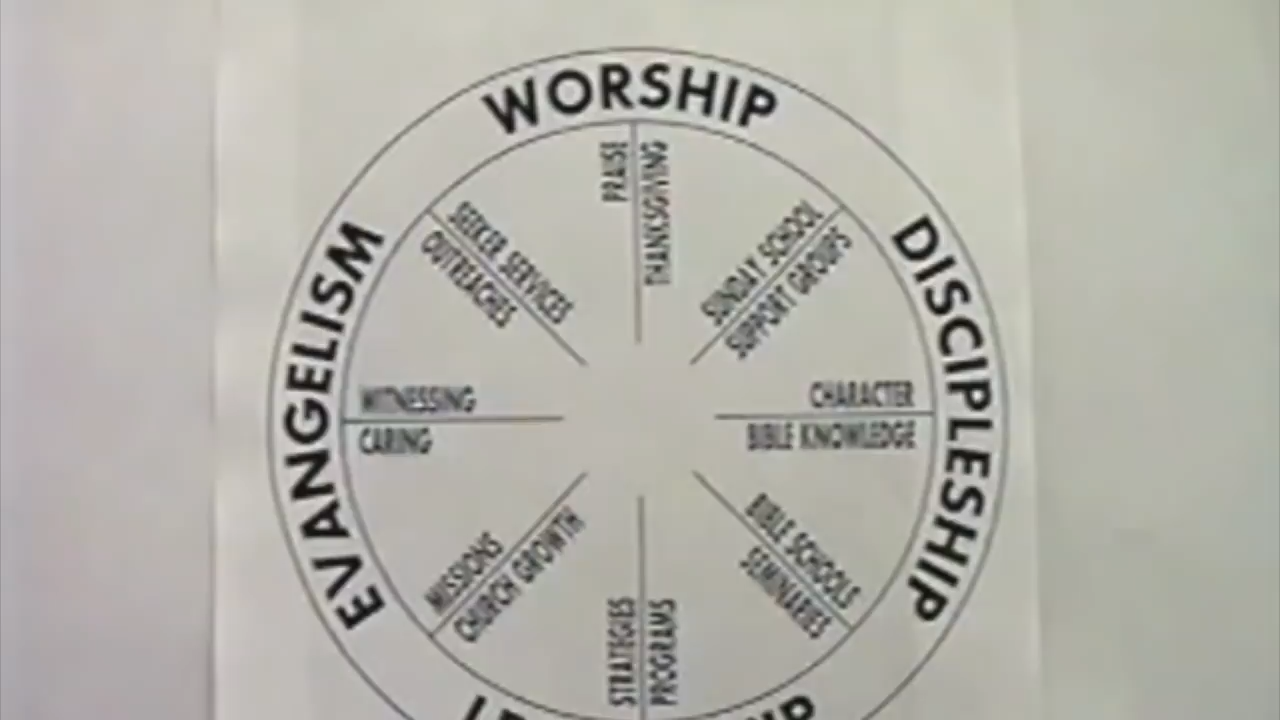 WORSHIP
PRAISE
THANKSGIVING
SUNDAY SCHOOL
SUPPORT GROUPS
DISCIPLESHIP
CHARACTER
BIBLE KNOWLEDGE
BIBLE SCHOOLS
SEMINARIES
PROGRAMS
STRATEGIES
CHURCH GROWTH
MISSIONS
EVANGELISM
CARING
WITNESSING
OUTREACHES
SEEKER SERVICES